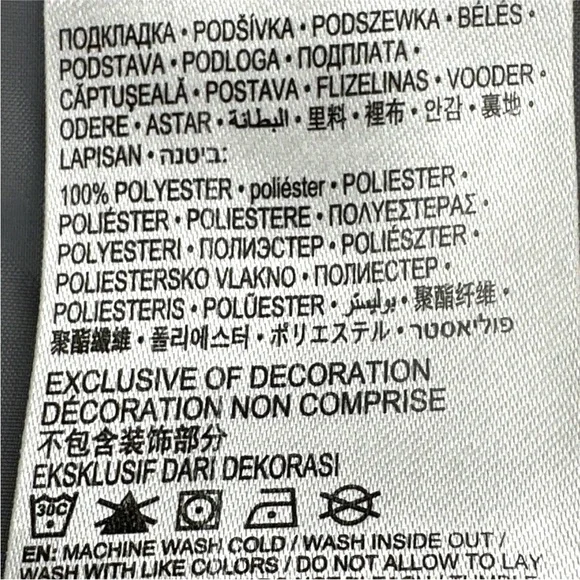 ПОДКЛАДКА • PODŠÍVKA • PODSZEWKA • BÉLÉS •
PODSTAVA • PODLOGA • ПОДПЛАТА •
CĂPTUŞEALĂ • POSTAVA • FLIZELINAS • VOODER •
ODERE • ASTAR • البطانة • 里料 • 裡布 • 안감 • 裏地 •
LAPISAN • ביטנה:
100% POLYESTER • poliéster • POLIESTER •
POLIÉSTER • POLIESTERE • ΠΟΛΥΕΣΤΕΡΑΣ •
POLYESTERI • ПОЛИЭСТЕР • POLIÉSZTER •
POLIESTERSKO VLAKNO • ПОЛИЕСТЕР •
POLIESTERIS • POLÜESTER • بوليستر • 聚酯纤维 •
聚酯纖維 • 폴리에스터 • ポリエステル • פוליאסטר
EXCLUSIVE OF DECORATION
DÉCORATION NON COMPRISE
不包含装饰部分
EKSKLUSIF DARI DEKORASI
30C
EN: MACHINE WASH COLD / WASH INSIDE OUT /
WASH WITH LIKE COLORS / DO NOT ALLOW TO LAY